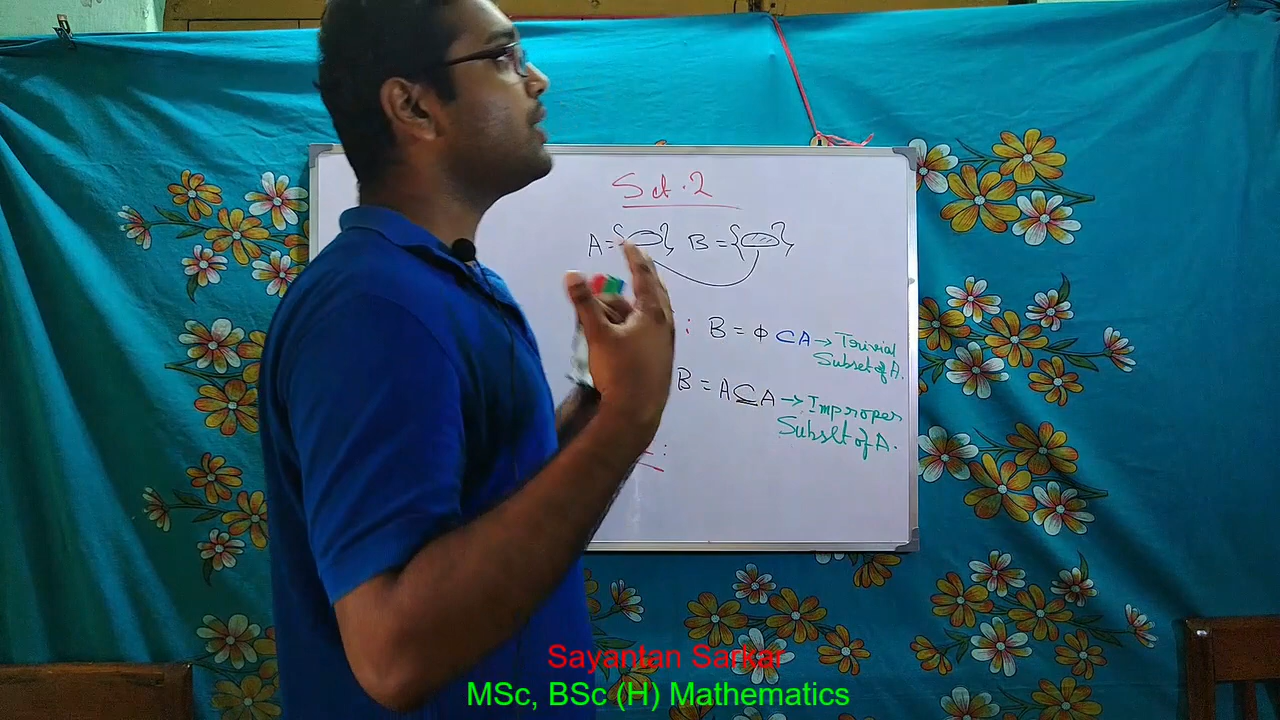 Set · 2
A = { }, B = { },
: B = ϕ ⊂ A → Trivial
Subset of A.
B = A ⊆ A → Improper
Subset of A.
:
Sayantan Sarkar
MSc, BSc (H) Mathematics